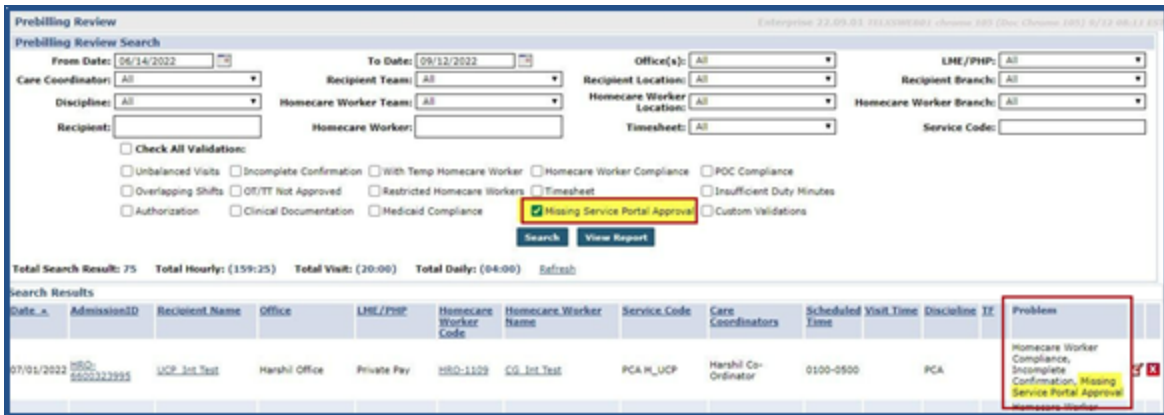 Prebilling Review
Enterprise 22.05.01
Prebilling Review Search
From Date: 06/14/2022 To Date: 09/12/2022 Office(s): All LME/PHP: All
Care Coordinator: All Recipient Team: All Recipient Location: All Recipient Branch: All
Discipline: All Homecare Worker Team: All Homecare Worker Location: All Homecare Worker Branch: All
Recipient: Homecare Worker: Timesheet: All Service Code:
Check All Validation:
Unbalanced Visits Incomplete Confirmation With Temp Homecare Worker Homecare Worker Compliance POC Compliance
Overlapping Shifts OT/TT Not Approved Restricted Homecare Workers Timesheet Insufficient Duty Minutes
Authorization Clinical Documentation Medicaid Compliance Missing Service Portal Approval Custom Validations
Search View Report
Total Search Result: 75 Total Hourly: (159:25) Total Visit: (20:00) Total Daily: (04:00) Refresh
Search Results
Date AdmissionID Recipient Name Office LME/PHP Homecare Worker Code Homecare Worker Name Service Code Care Coordinators Scheduled Time Visit Time Discipline TF Problem
07/01/2022 HRO-6600323995 UCP Int Test Harshil Office Private Pay HRO-1109 CG Int Test PCA H_UCP Harshil Co-Ordinator 0100-0500 PCA Homecare Worker Compliance, Incomplete Confirmation, Missing Service Portal Approval
Homecare Worker